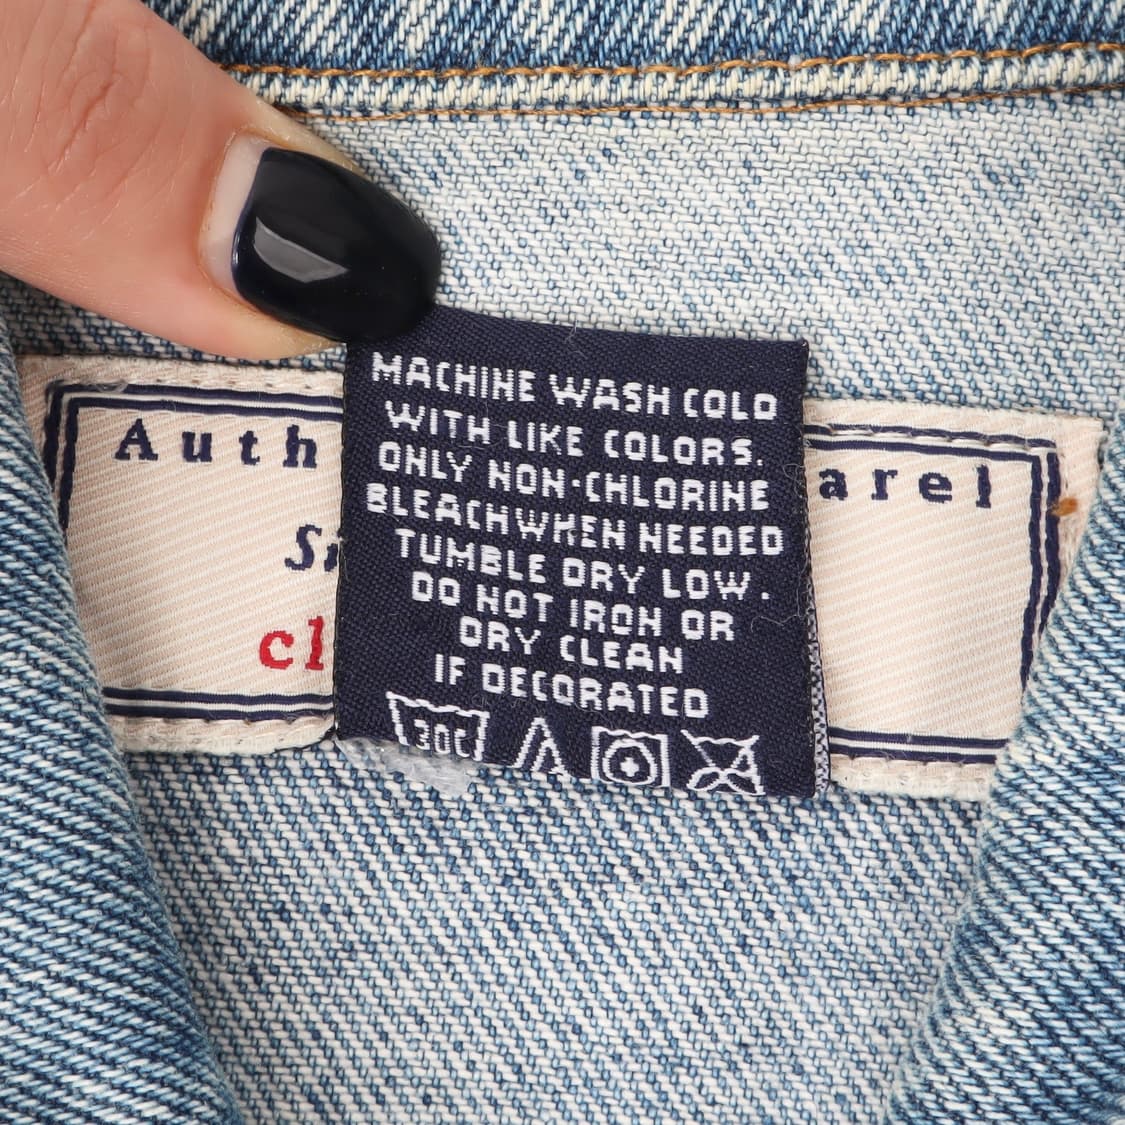 MACHINE WASH COLD
WITH LIKE COLORS.
ONLY NON-CHLORINE
BLEACH WHEN NEEDED
TUMBLE DRY LOW.
DO NOT IRON OR
DRY CLEAN
IF DECORATED
30C
Auth
arel
cl